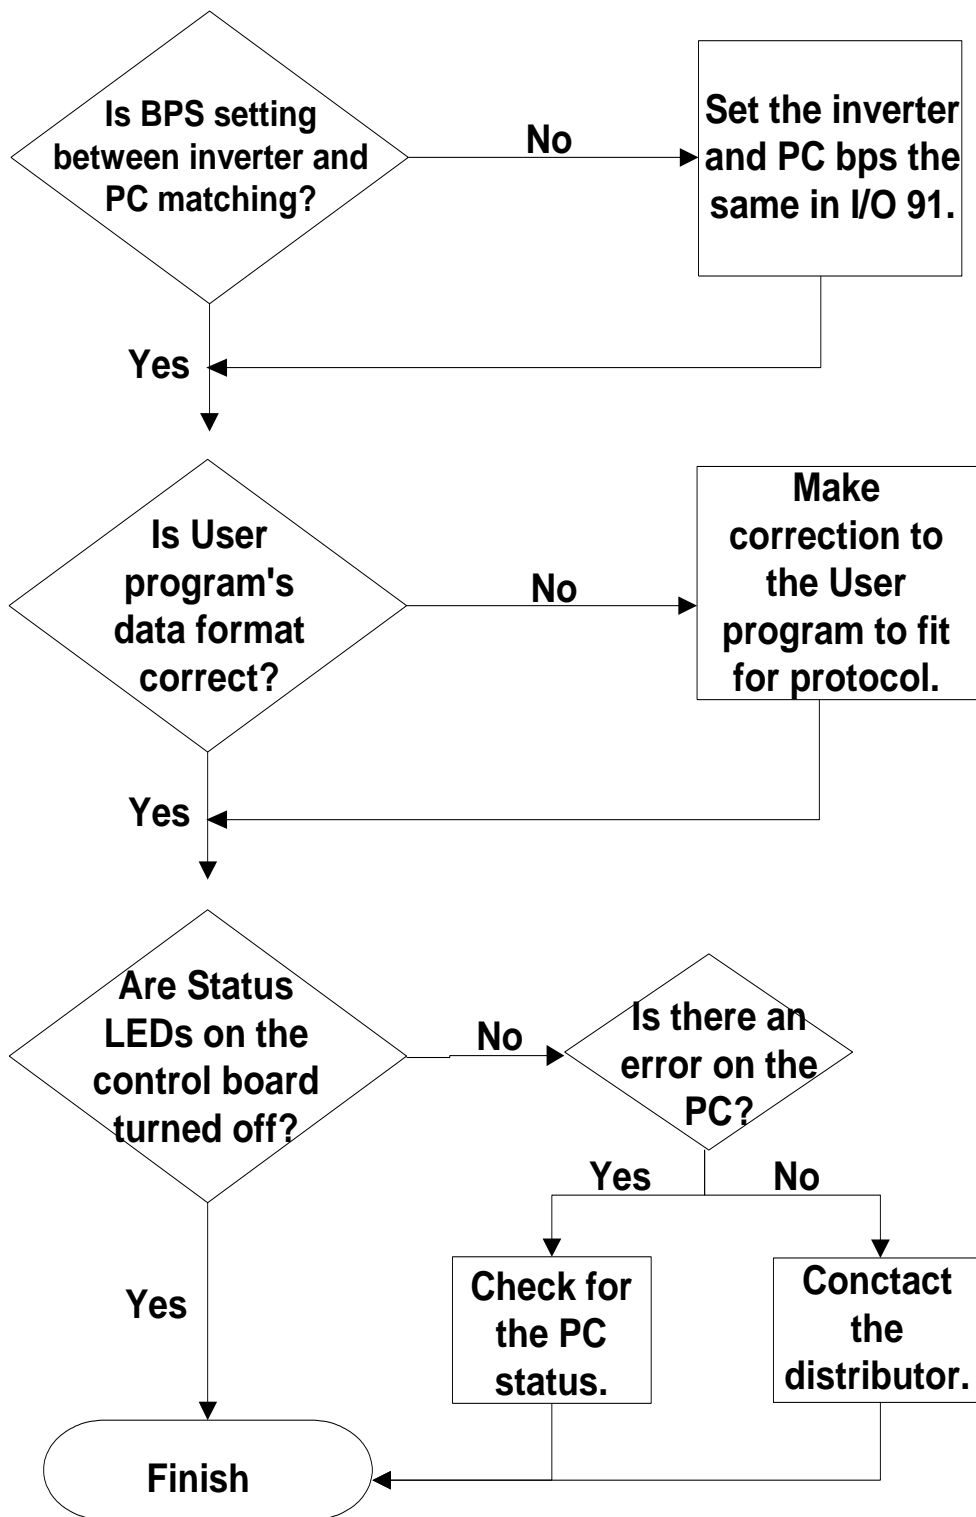 Is BPS setting
between inverter and
PC matching?
No
Set the inverter
and PC bps the
same in I/O 91.
Yes
Is User
program's
data format
correct?
No
Make
correction to
the User
program to fit
for protocol.
Yes
Are Status
LEDs on the
control board
turned off?
No
Is there an
error on the
PC?
Yes
No
Yes
Check for
the PC
status.
Conctact
the
distributor.
Finish